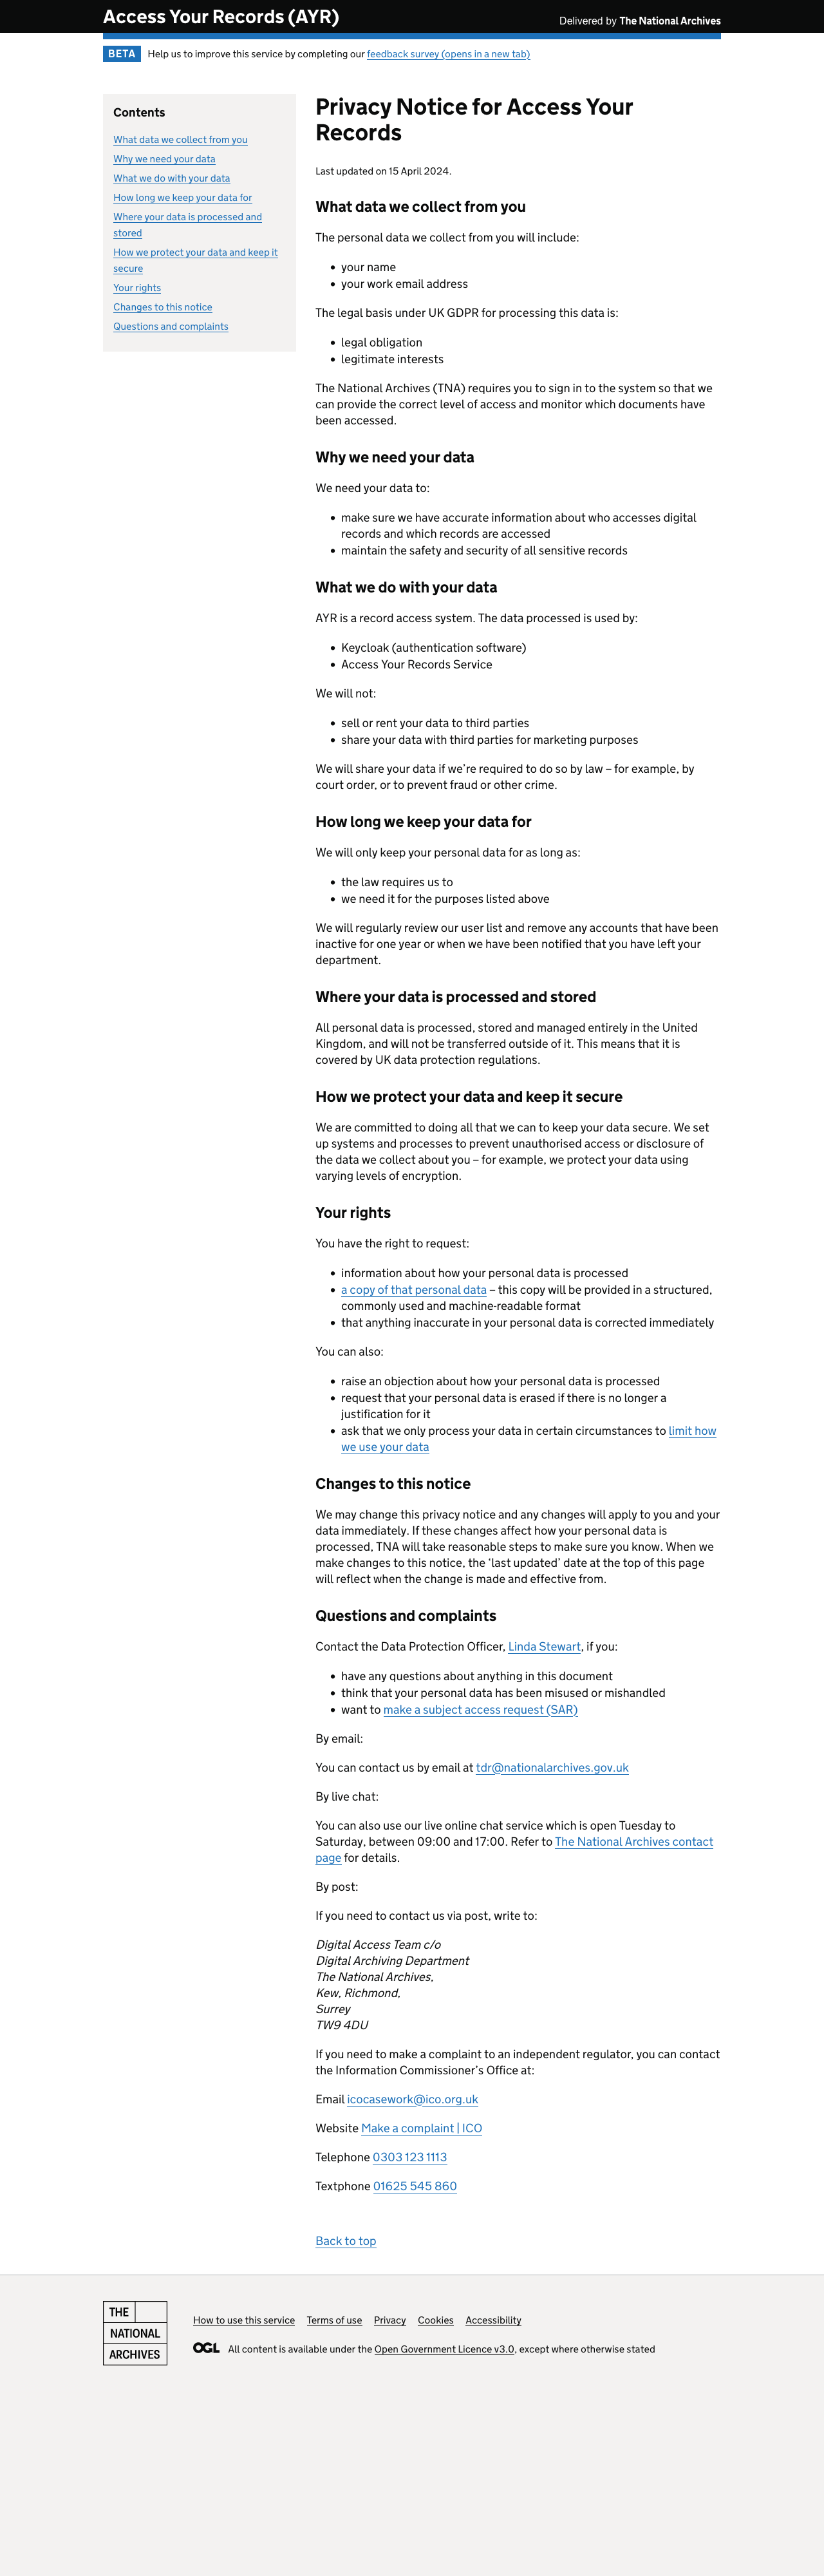 Access Your Records (AYR)
Delivered by The National Archives
BETA
Help us to improve this service by completing our feedback survey (opens in a new tab)
Contents
What data we collect from you
Why we need your data
What we do with your data
How long we keep your data for
Where your data is processed and
stored
How we protect your data and keep it
secure
Your rights
Changes to this notice
Questions and complaints
Privacy Notice for Access Your
Records
Last updated on 15 April 2024.
What data we collect from you
The personal data we collect from you will include:
• your name
• your work email address
The legal basis under UK GDPR for processing this data is:
• legal obligation
• legitimate interests
The National Archives (TNA) requires you to sign in to the system so that we
can provide the correct level of access and monitor which documents have
been accessed.
Why we need your data
We need your data to:
• make sure we have accurate information about who accesses digital
records and which records are accessed
• maintain the safety and security of all sensitive records
What we do with your data
AYR is a record access system. The data processed is used by:
• Keycloak (authentication software)
• Access Your Records Service
We will not:
• sell or rent your data to third parties
• share your data with third parties for marketing purposes
We will share your data if we’re required to do so by law – for example, by
court order, or to prevent fraud or other crime.
How long we keep your data for
We will only keep your personal data for as long as:
• the law requires us to
• we need it for the purposes listed above
We will regularly review our user list and remove any accounts that have been
inactive for one year or when we have been notified that you have left your
department.
Where your data is processed and stored
All personal data is processed, stored and managed entirely in the United
Kingdom, and will not be transferred outside of it. This means that it is
covered by UK data protection regulations.
How we protect your data and keep it secure
We are committed to doing all that we can to keep your data secure. We set
up systems and processes to prevent unauthorised access or disclosure of
the data we collect about you – for example, we protect your data using
varying levels of encryption.
Your rights
You have the right to request:
• information about how your personal data is processed
• a copy of that personal data – this copy will be provided in a structured,
commonly used and machine-readable format
• that anything inaccurate in your personal data is corrected immediately
You can also:
• raise an objection about how your personal data is processed
• request that your personal data is erased if there is no longer a
justification for it
• ask that we only process your data in certain circumstances to limit how
we use your data
Changes to this notice
We may change this privacy notice and any changes will apply to you and your
data immediately. If these changes affect how your personal data is
processed, TNA will take reasonable steps to make sure you know. When we
make changes to this notice, the ‘last updated’ date at the top of this page
will reflect when the change is made and effective from.
Questions and complaints
Contact the Data Protection Officer, Linda Stewart, if you:
• have any questions about anything in this document
• think that your personal data has been misused or mishandled
• want to make a subject access request (SAR)
By email:
You can contact us by email at tdr@nationalarchives.gov.uk
By live chat:
You can also use our live online chat service which is open Tuesday to
Saturday, between 09:00 and 17:00. Refer to The National Archives contact
page for details.
By post:
If you need to contact us via post, write to:
Digital Access Team c/o
Digital Archiving Department
The National Archives,
Kew, Richmond,
Surrey
TW9 4DU
If you need to make a complaint to an independent regulator, you can contact
the Information Commissioner’s Office at:
Email icocasework@ico.org.uk
Website Make a complaint | ICO
Telephone 0303 123 1113
Textphone 01625 545 860
Back to top
THE
NATIONAL
ARCHIVES
How to use this service Terms of use Privacy Cookies Accessibility
OGL All content is available under the Open Government Licence v3.0, except where otherwise stated